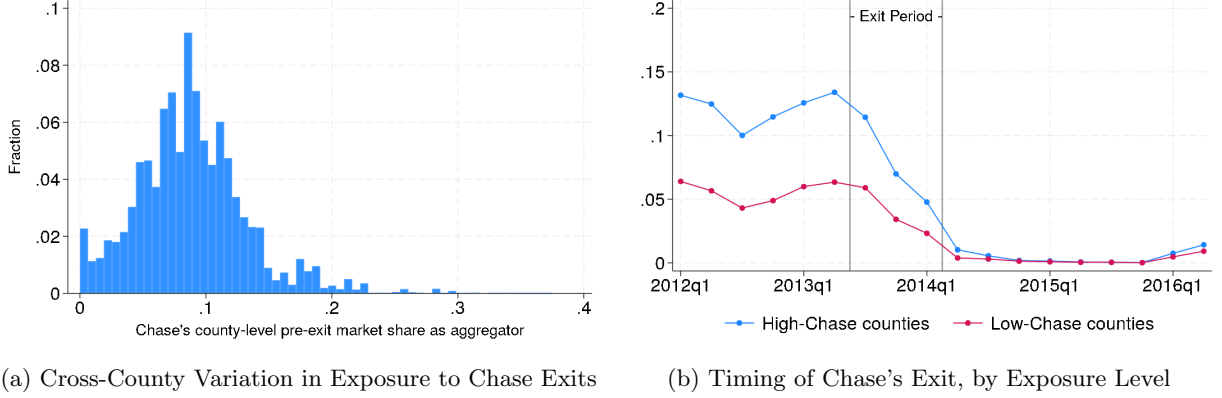 .1
.08
.06
.04
.02
0
Fraction
0 .1 .2 .3 .4
Chase's county-level pre-exit market share as aggregator
(a) Cross-County Variation in Exposure to Chase Exits
.2
.15
.1
.05
0
Exit Period
2012q1 2013q1 2014q1 2015q1 2016q1
High-Chase counties Low-Chase counties
(b) Timing of Chase's Exit, by Exposure Level